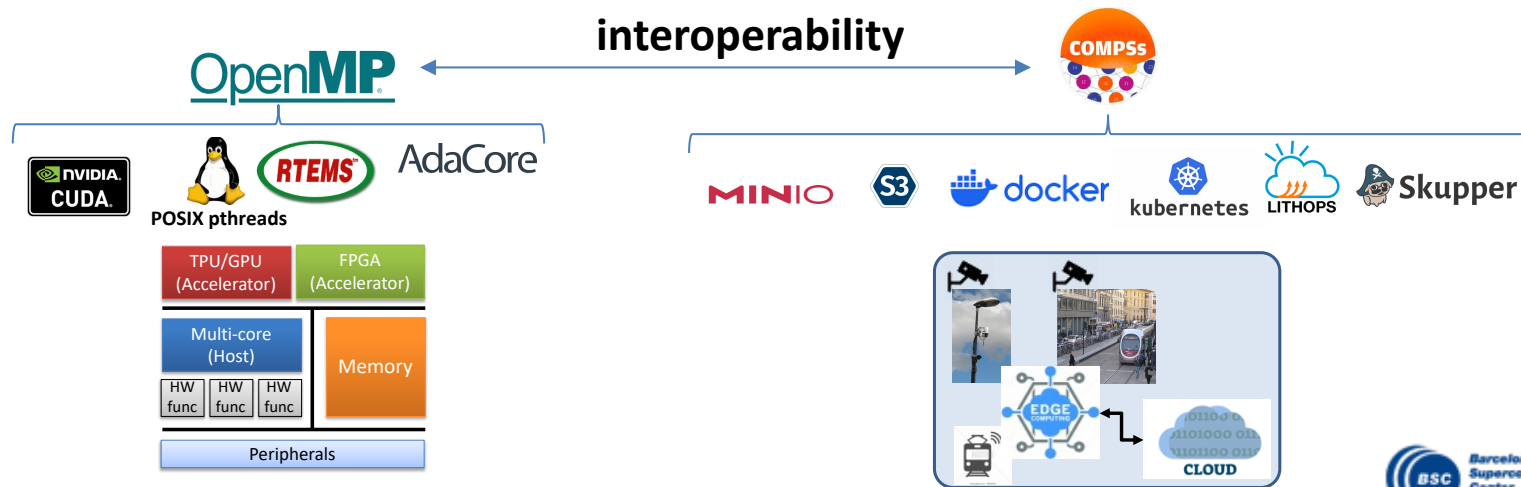 interoperability
OpenMP
COMPSs
NVIDIA.
CUDA.
POSIX pthreads
RTEMS
AdaCore
MINIO
S3
docker
kubernetes
LITHOPS
Skupper
TPU/GPU
(Accelerator)
FPGA
(Accelerator)
Multi-core
(Host)
Memory
HW
func
HW
func
HW
func
Peripherals
EDGE
COMPUTING
CLOUD
BSC